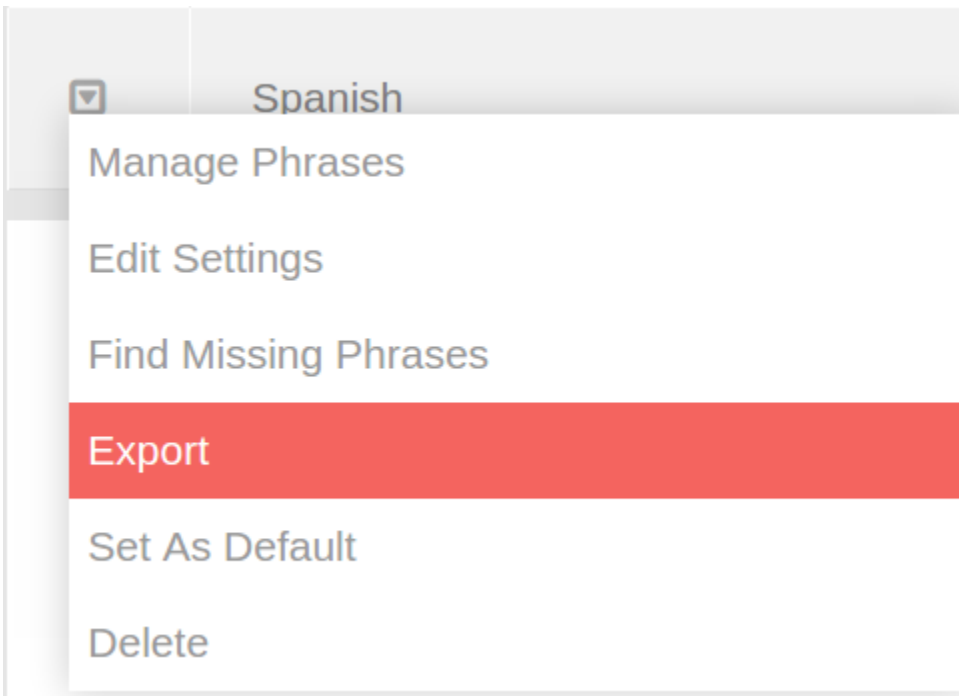 Spanish
Manage Phrases
Edit Settings
Find Missing Phrases
Export
Set As Default
Delete